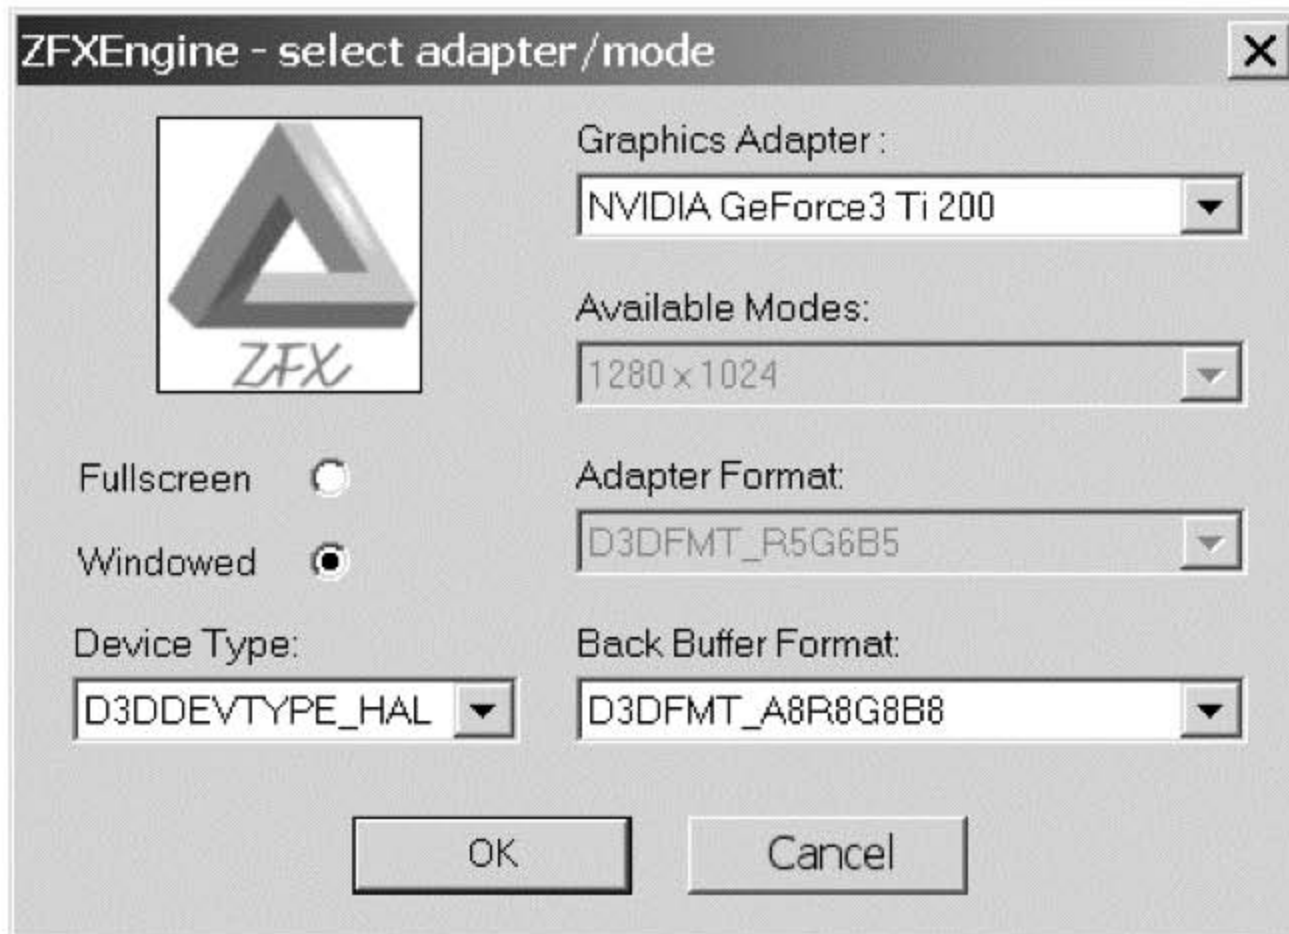 ZFXEngine - select adapter/mode
ZFX
Graphics Adapter :
NVIDIA GeForce3 Ti 200
Available Modes:
1280 x 1024
Fullscreen
Adapter Format:
D3DFMT_R5G6B5
Windowed
Device Type:
D3DDEVTYPE_HAL
Back Buffer Format:
D3DFMT_A8R8G8B8
OK
Cancel